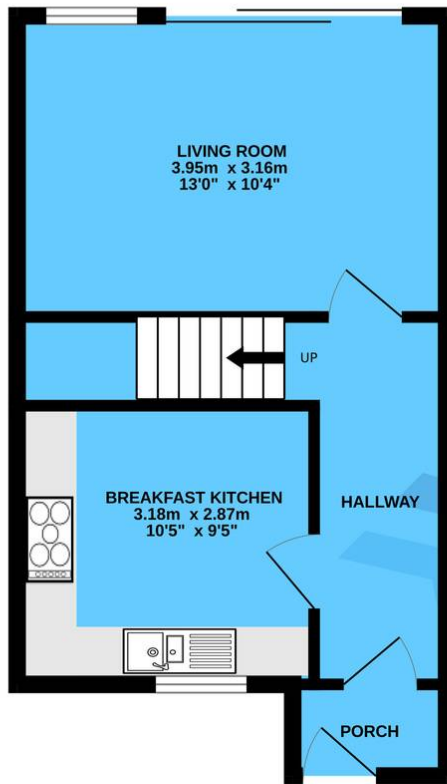 LIVING ROOM
3.95m x 3.16m
13'0" x 10'4"
UP
BREAKFAST KITCHEN
3.18m x 2.87m
10'5" x 9'5"
HALLWAY
PORCH